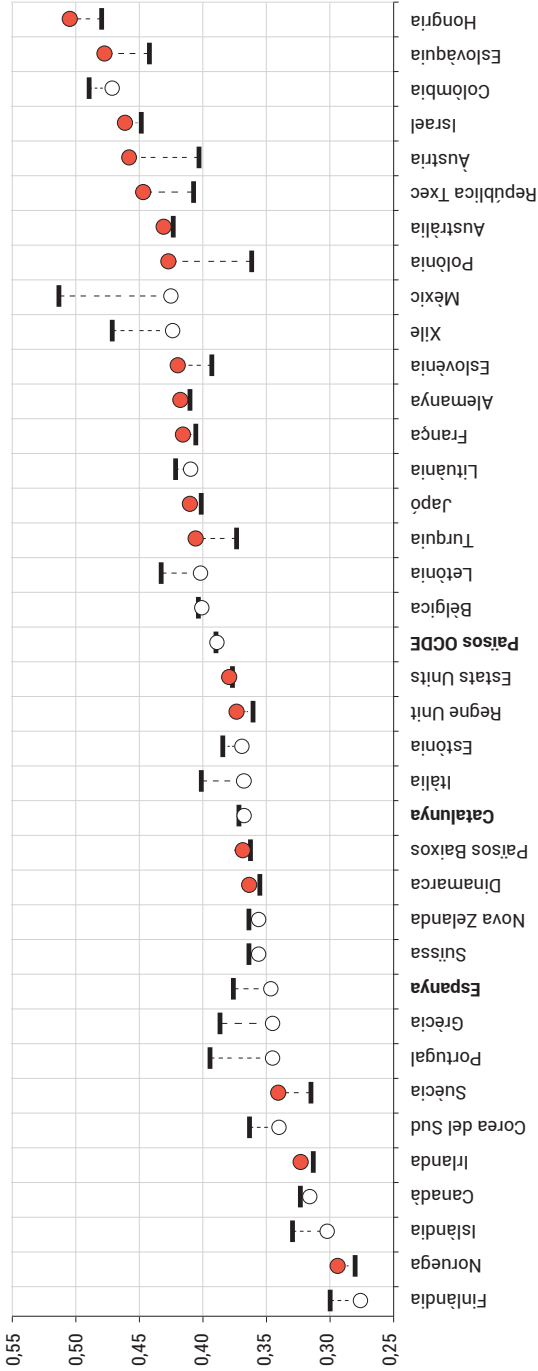 Hongria
Eslovàquia
Colòmbia
Israel
Àustria
República Txec
Austràlia
Polònia
Mèxic
Xile
Eslovènia
Alemanya
França
Lituània
Japó
Turquia
Letònia
Bèlgica
Països OCDE
Estats Units
Regne Unit
Estònia
Itàlia
Catalunya
Països Baixos
Dinamarca
Nova Zelanda
Suïssa
Espanya
Grècia
Portugal
Suècia
Corea del Sud
Irlanda
Canadà
Islàndia
Noruega
Finlàndia
0,55
0,50
0,45
0,40
0,35
0,30
0,25